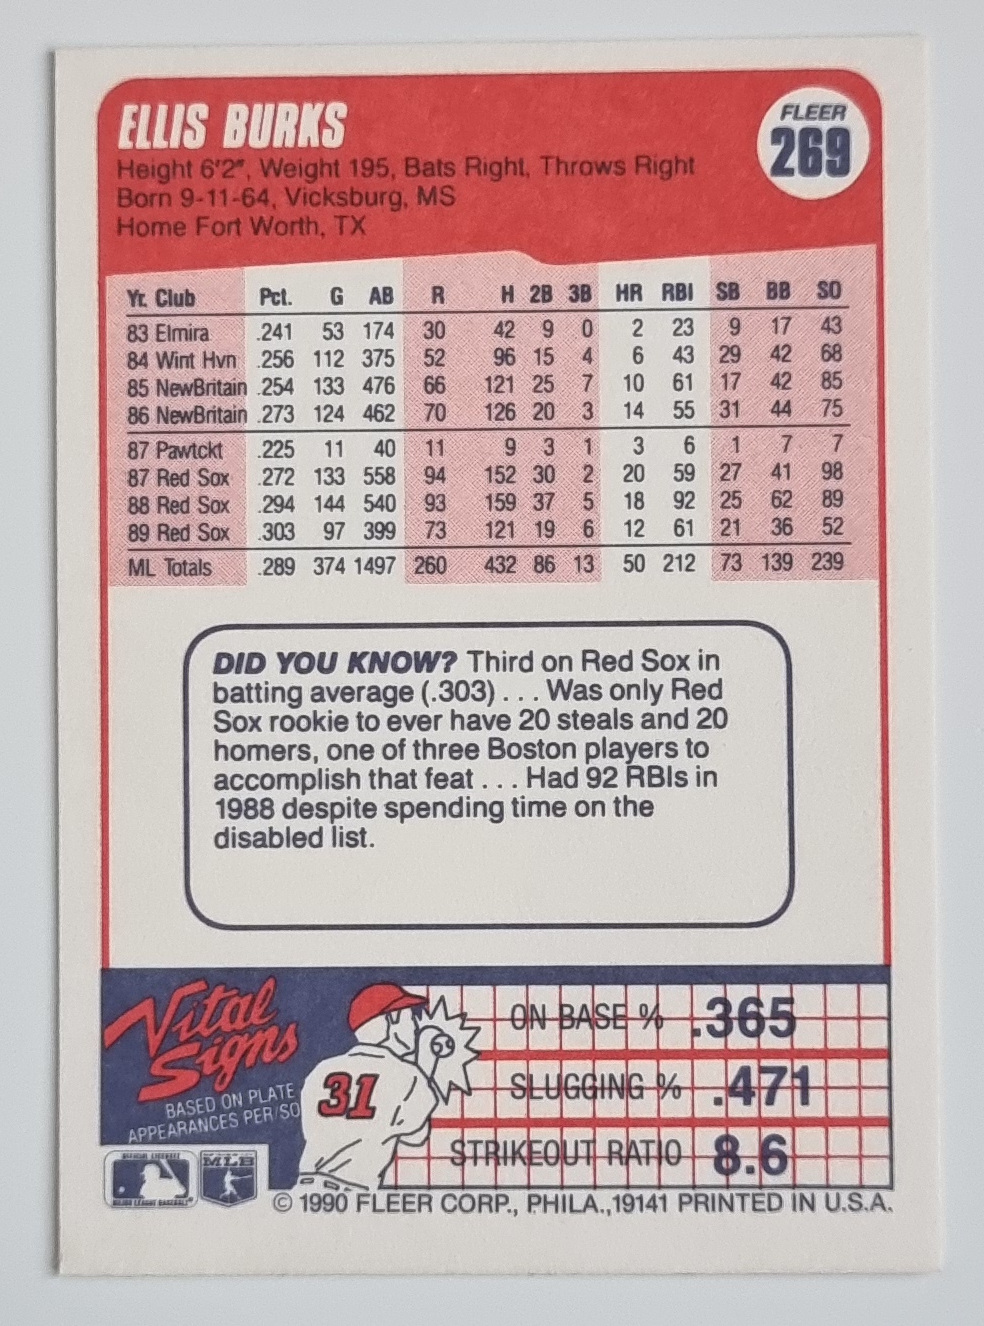 ELLIS BURKS
Height 6'2", Weight 195, Bats Right, Throws Right
Born 9-11-64, Vicksburg, MS
Home Fort Worth, TX
FLEER
269
Yr. Club Pct. G AB R H 2B 3B HR RBI SB BB SO
83 Elmira .241 53 174 30 42 9 0 2 23 9 17 43
84 Wint Hvn .256 112 375 52 96 15 4 6 43 29 42 68
85 NewBritain .254 133 476 66 121 25 7 10 61 17 42 85
86 NewBritain .273 124 462 70 126 20 3 14 55 31 44 75
87 Pawtckt .225 11 40 11 9 3 1 3 6 1 7 7
87 Red Sox .272 133 558 94 152 30 2 20 59 27 41 98
88 Red Sox .294 144 540 93 159 37 5 18 92 25 62 89
89 Red Sox .303 97 399 73 121 19 6 12 61 21 36 52
ML Totals .289 374 1497 260 432 86 13 50 212 73 139 239
DID YOU KNOW? Third on Red Sox in
batting average (.303) . . . Was only Red
Sox rookie to ever have 20 steals and 20
homers, one of three Boston players to
accomplish that feat . . . Had 92 RBIs in
1988 despite spending time on the
disabled list.
Vital
Signs
BASED ON PLATE
APPEARANCES PER/SO
31
ON BASE % .365
SLUGGING % .471
STRIKEOUT RATIO 8.6
MLB
© 1990 FLEER CORP., PHILA.,19141 PRINTED IN U.S.A.